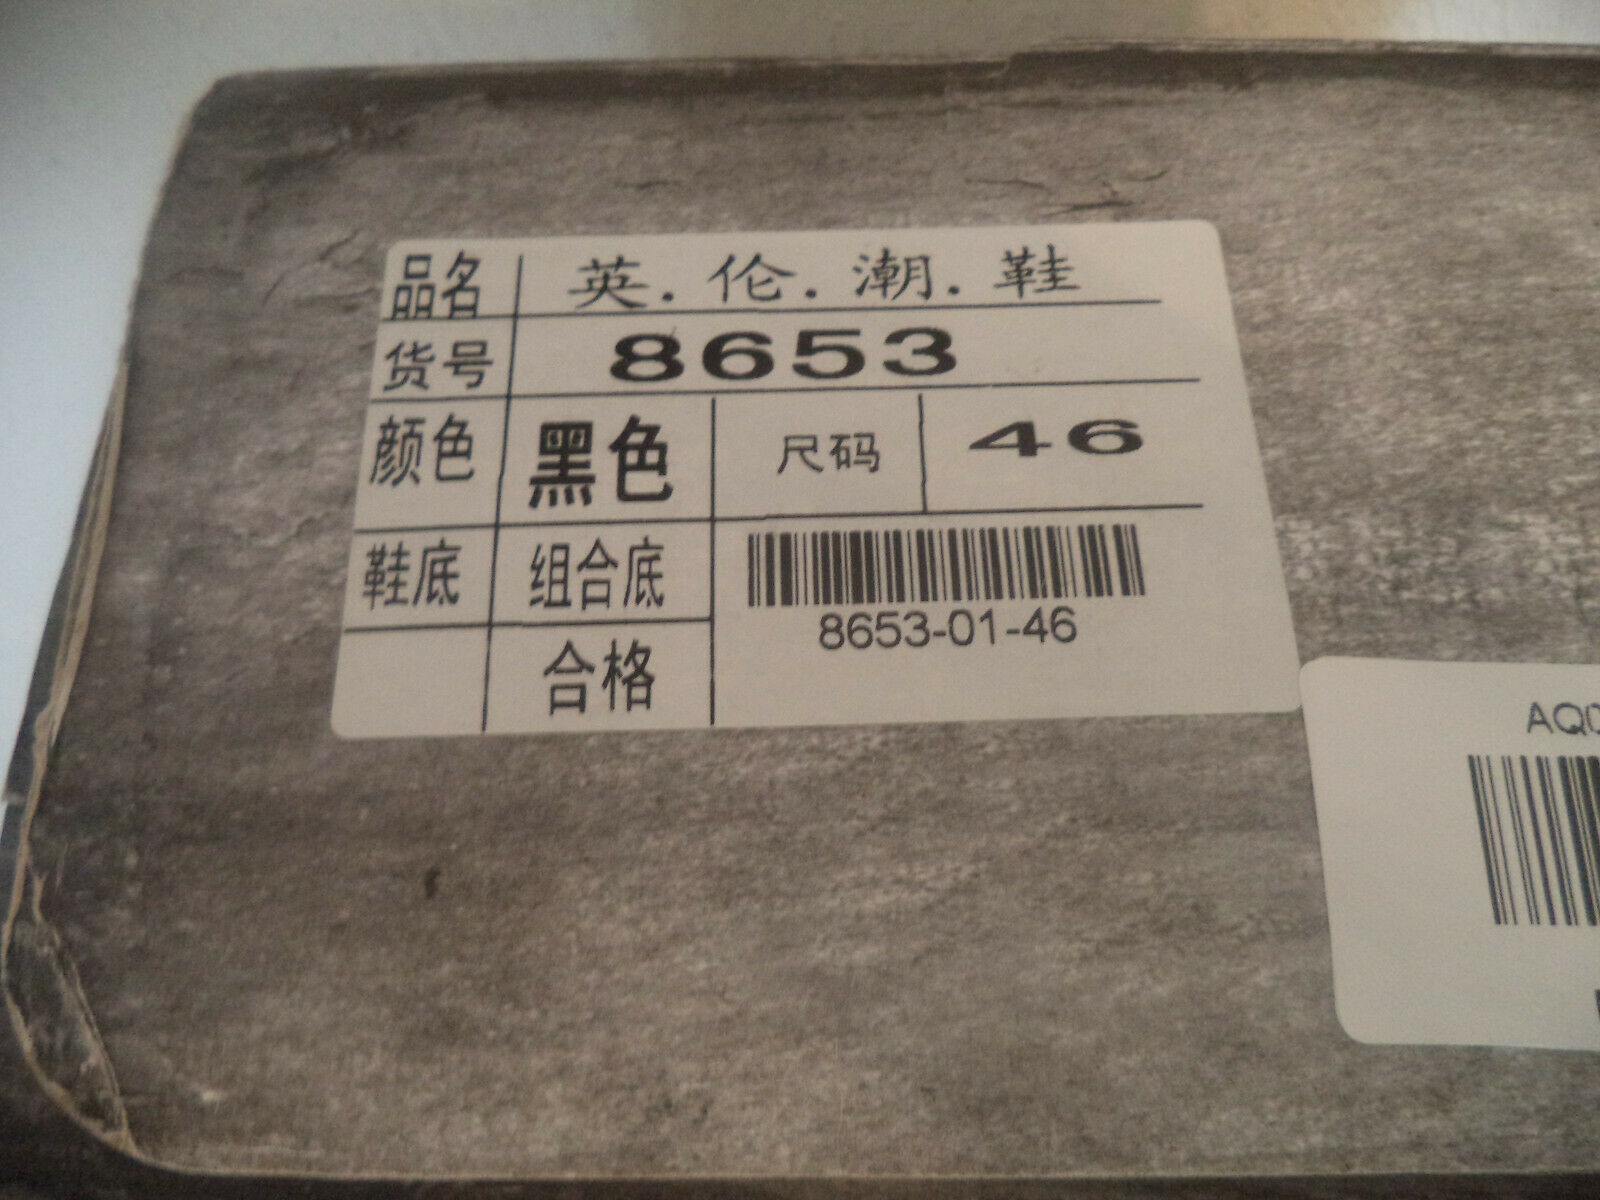 品名 英.伦.潮.鞋
货号 8653
颜色 黑色 尺码 46
鞋底 组合底
合格
8653-01-46